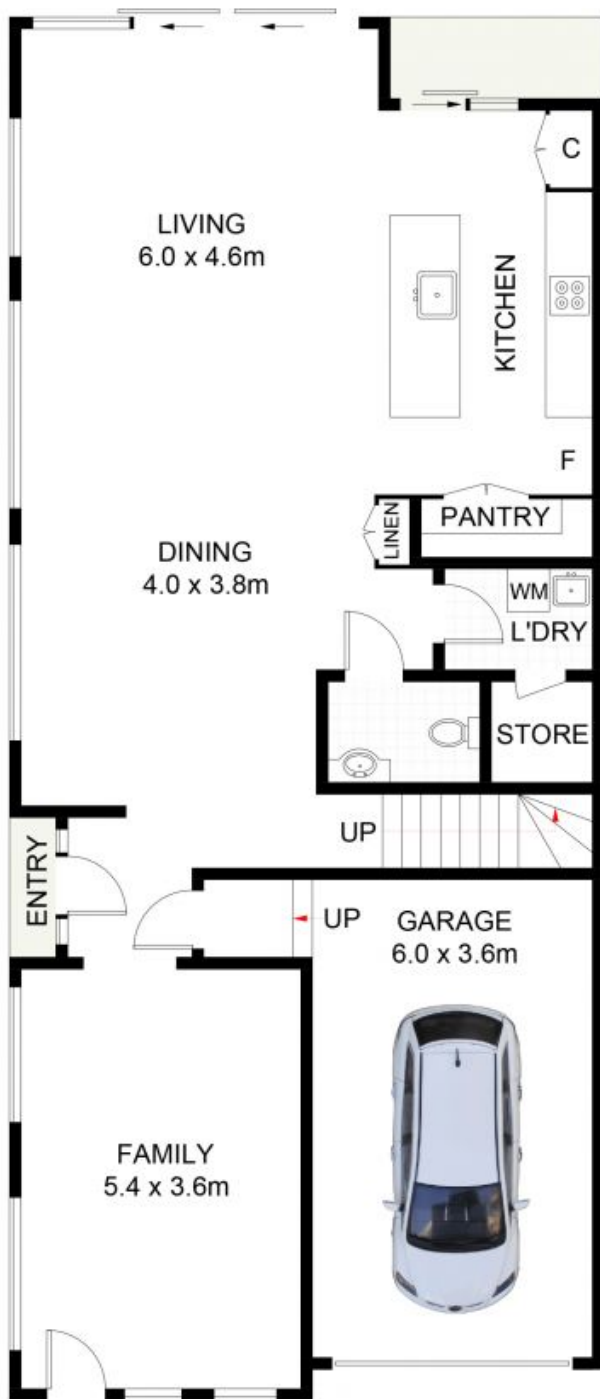 LIVING
6.0 x 4.6m
C
KITCHEN
F
PANTRY
LINEN
DINING
4.0 x 3.8m
WM
L'DRY
STORE
UP
ENTRY
UP
GARAGE
6.0 x 3.6m
FAMILY
5.4 x 3.6m